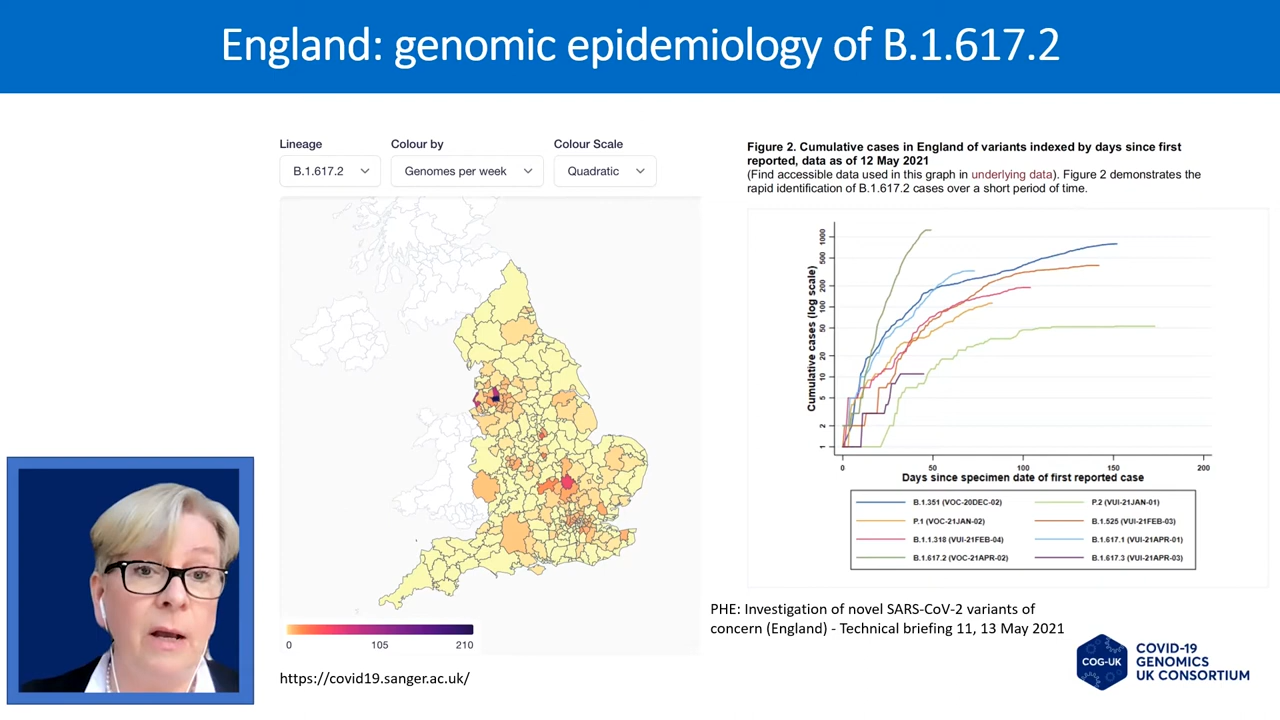 England: genomic epidemiology of B.1.617.2
Lineage
Colour by
Colour Scale
B.1.617.2
Genomes per week
Quadratic
0
105
210
https://covid19.sanger.ac.uk/
Figure 2. Cumulative cases in England of variants indexed by days since first
reported, data as of 12 May 2021
(Find accessible data used in this graph in underlying data). Figure 2 demonstrates the
rapid identification of B.1.617.2 cases over a short period of time.
Cumulative cases (log scale)
1000
500
200
100
50
20
10
5
2
1
0
50
100
150
200
Days since specimen date of first reported case
B.1.351 (VOC-20DEC-02)
P.2 (VUI-21JAN-01)
P.1 (VOC-21JAN-02)
B.1.525 (VUI-21FEB-03)
B.1.1.318 (VUI-21FEB-04)
B.1.617.1 (VUI-21APR-01)
B.1.617.2 (VOC-21APR-02)
B.1.617.3 (VUI-21APR-03)
PHE: Investigation of novel SARS-CoV-2 variants of
concern (England) - Technical briefing 11, 13 May 2021
COG-UK
COVID-19
GENOMICS
UK CONSORTIUM